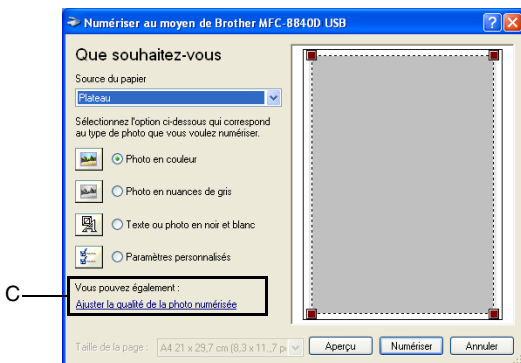 Numériser au moyen de Brother MFC-8840D USB
Que souhaitez-vous
Source du papier
Plateau
Sélectionnez l'option ci-dessous qui correspond
au type de photo que vous voulez numériser.
Photo en couleur
Photo en nuances de gris
Texte ou photo en noir et blanc
Paramètres personnalisés
C
Vous pouvez également :
Ajuster la qualité de la photo numérisée
Taille de la page : A4 21 x 29,7 cm (8,3 x 11,,7 p
Aperçu Numériser Annuler